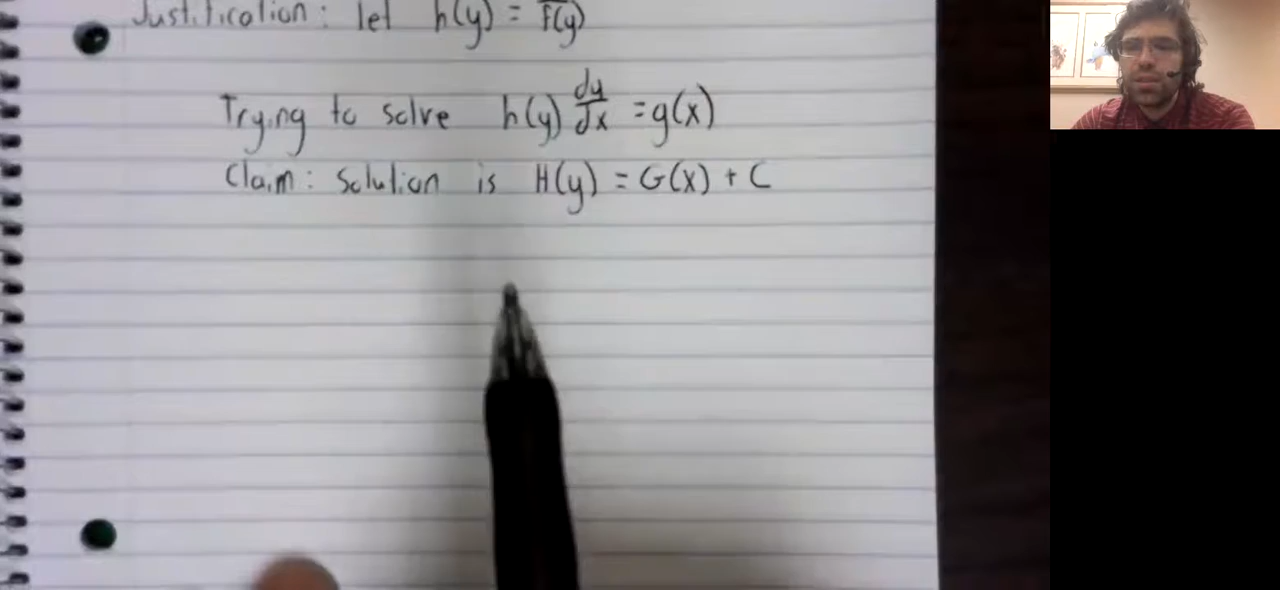 Justification: let h(y) = 1/f(y)
Trying to solve h(y) dy/dx = g(x)
Claim: Solution is H(y) = G(x) + C